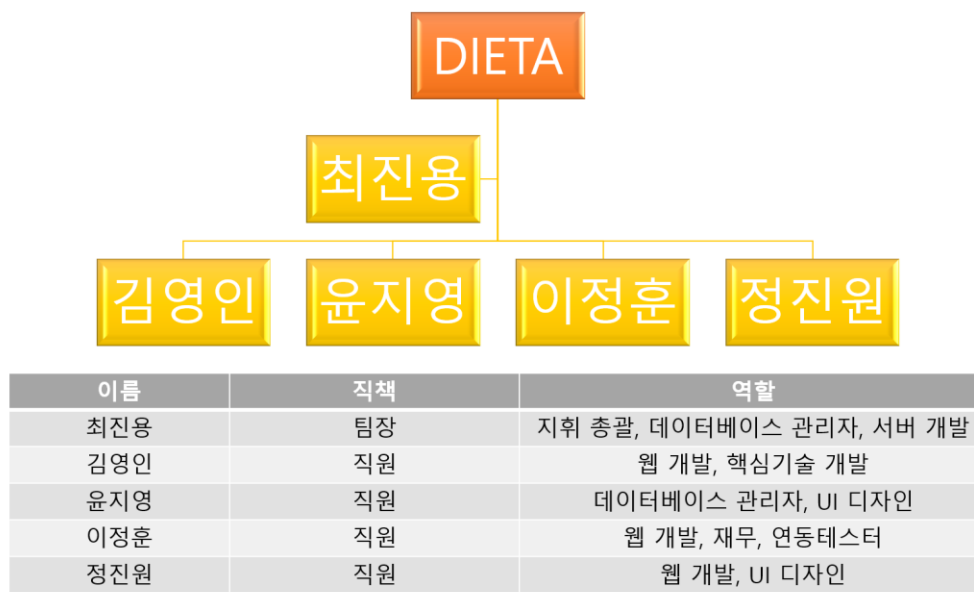 DIETA
최진용
김영인 윤지영 이정훈 정진원
이름 직책 역할
최진용 팀장 지휘 총괄, 데이터베이스 관리자, 서버 개발
김영인 직원 웹 개발, 핵심기술 개발
윤지영 직원 데이터베이스 관리자, UI 디자인
이정훈 직원 웹 개발, 재무, 연동테스터
정진원 직원 웹 개발, UI 디자인